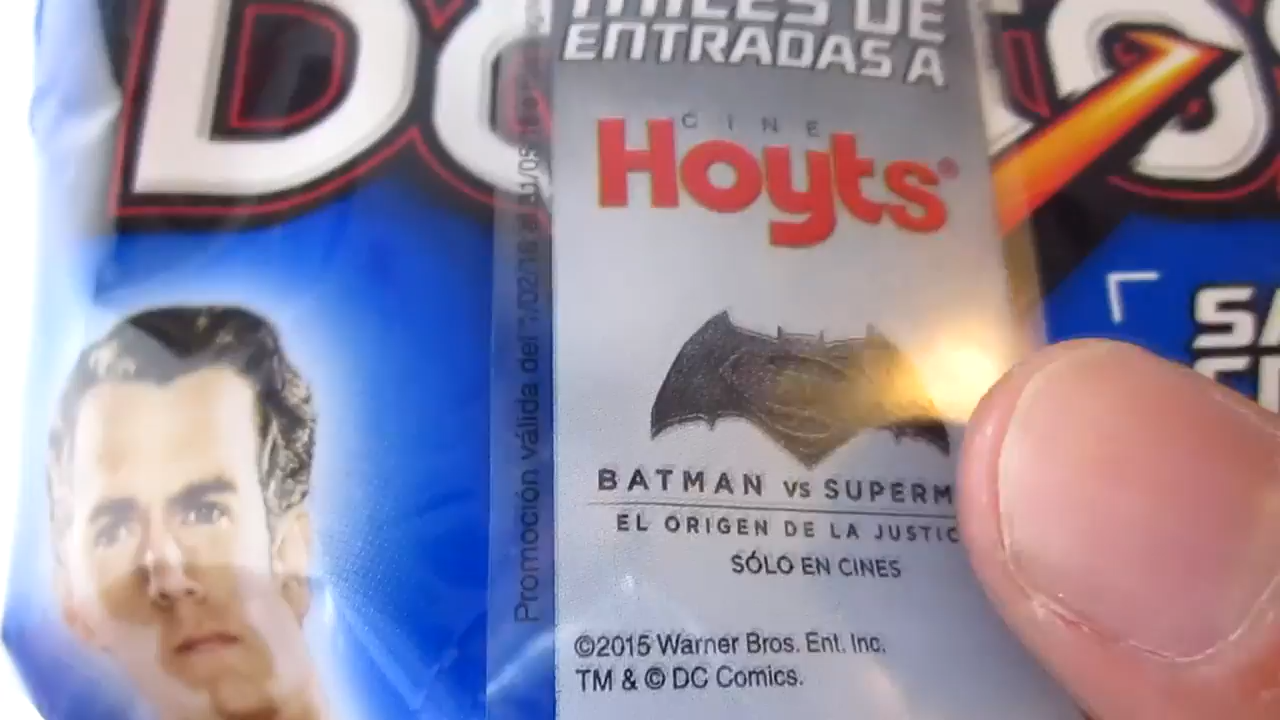 MILES DE
ENTRADAS A
CINE
Hoyts®
BATMAN vs SUPERM
EL ORIGEN DE LA JUSTIC
SÓLO EN CINES
©2015 Warner Bros. Ent. Inc.
TM & © DC Comics.
Promoción válida del
SA